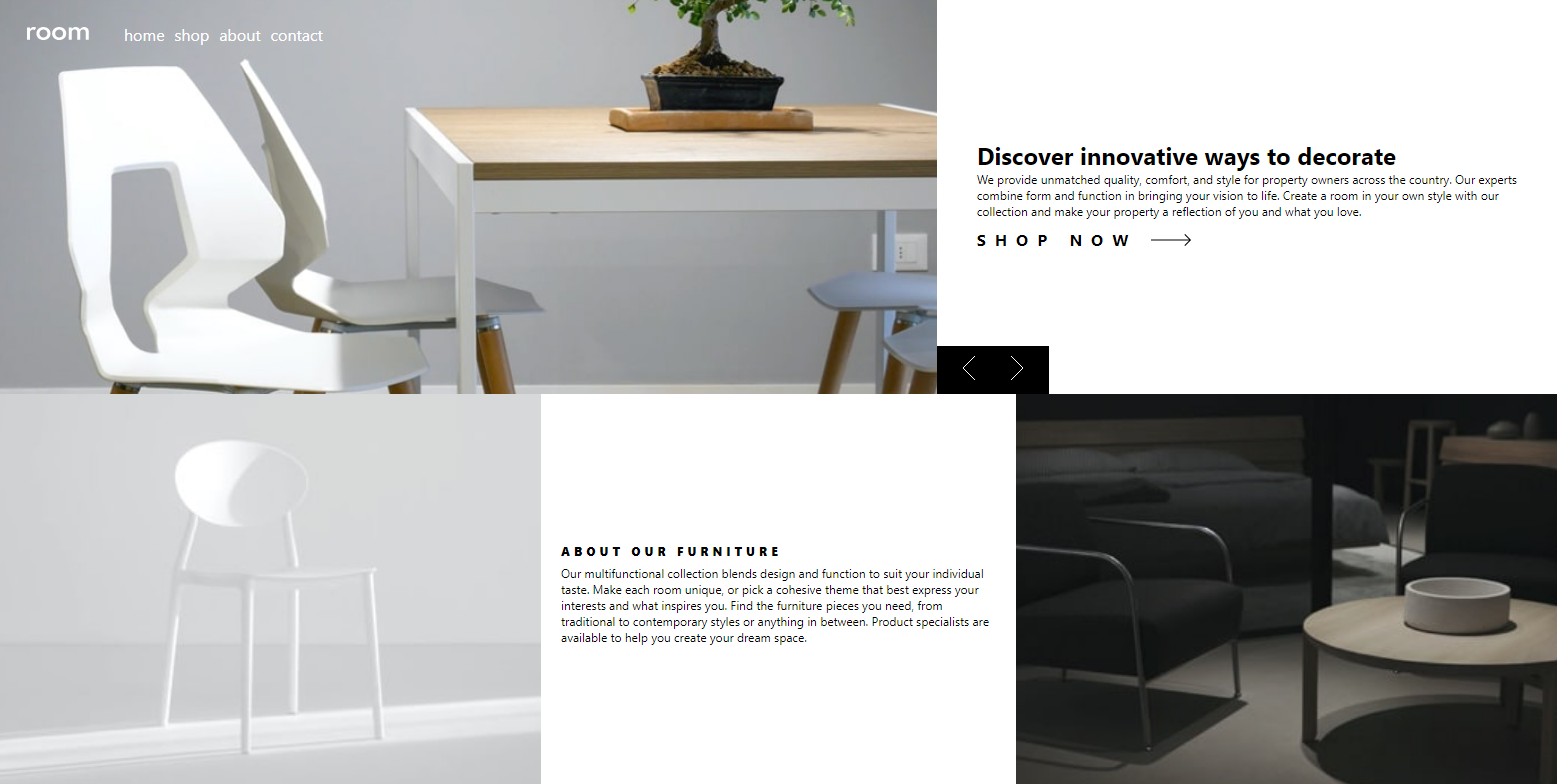 room home shop about contact
Discover innovative ways to decorate
We provide unmatched quality, comfort, and style for property owners across the country. Our experts
combine form and function in bringing your vision to life. Create a room in your own style with our
collection and make your property a reflection of you and what you love.
SHOP NOW
ABOUT OUR FURNITURE
Our multifunctional collection blends design and function to suit your individual
taste. Make each room unique, or pick a cohesive theme that best express your
interests and what inspires you. Find the furniture pieces you need, from
traditional to contemporary styles or anything in between. Product specialists are
available to help you create your dream space.